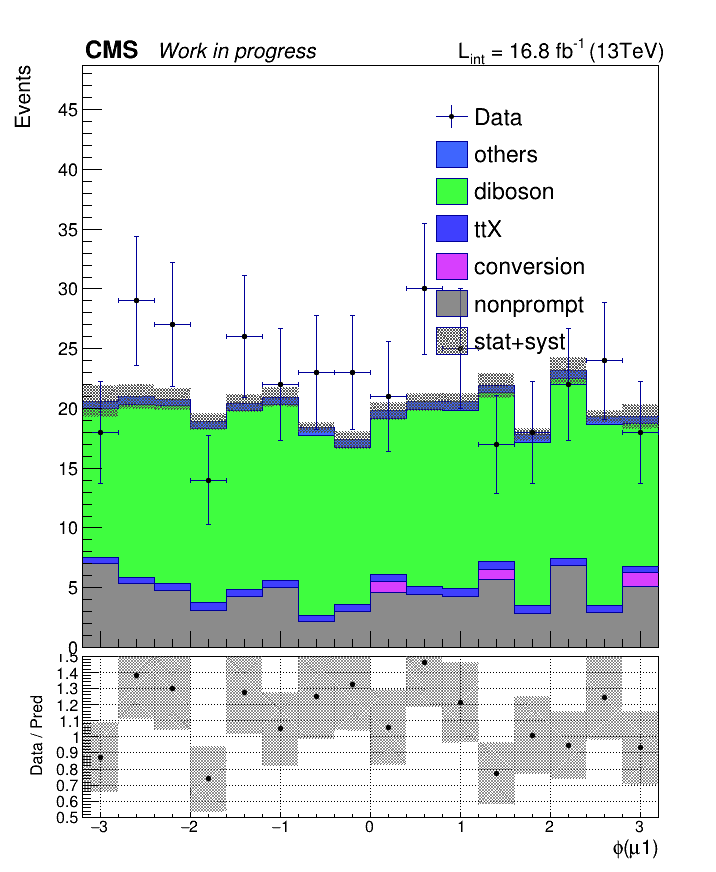 CMS Work in progress L_int = 16.8 fb^-1 (13TeV)
Events
45
40
35
30
25
20
15
10
5
0
Data
others
diboson
ttX
conversion
nonprompt
stat+syst
Data / Pred
1.5
1.4
1.3
1.2
1.1
1
0.9
0.8
0.7
0.6
0.5
−3 −2 −1 0 1 2 3
ϕ(μ1)